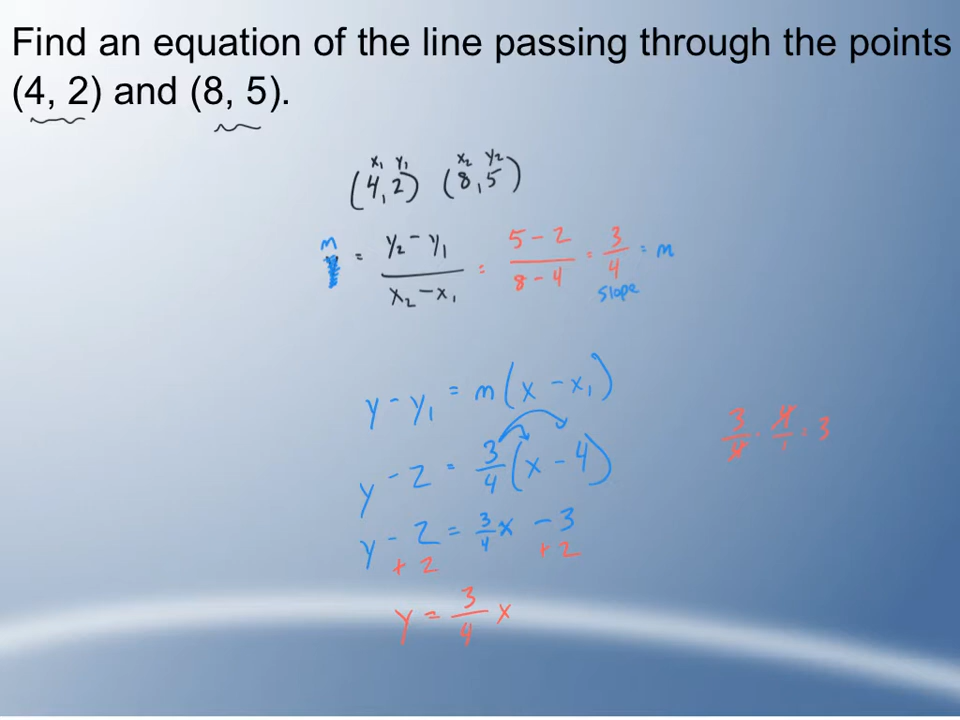 Find an equation of the line passing through the points
(4, 2) and (8, 5).
x₁ y₁ x₂ y₂
(4, 2) (8, 5)
m = y₂ - y₁ / x₂ - x₁ = 5 - 2 / 8 - 4 = 3/4 = m
slope
y - y₁ = m(x - x₁)
3/4 · 4/1 = 3
y - 2 = 3/4(x - 4)
y - 2 = 3/4x - 3
+ 2 + 2
y = 3/4 x